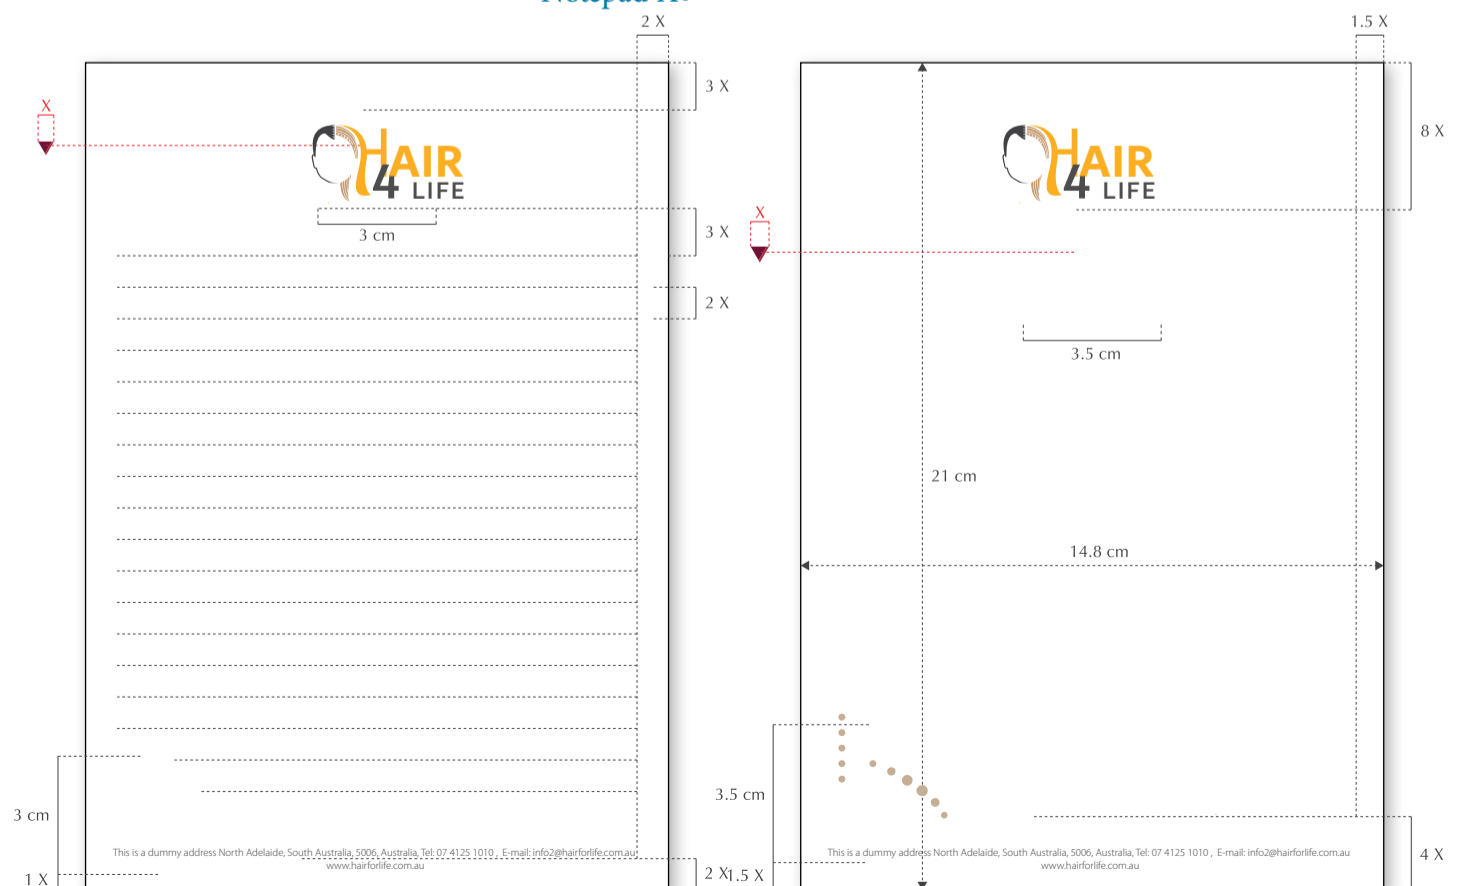 Notepad A5
2 X
1.5 X
3 X
X
8 X
HAIR
4 LIFE
HAIR
4 LIFE
3 X
X
3 cm
2 X
3.5 cm
21 cm
14.8 cm
3.5 cm
3 cm
This is a dummy address North Adelaide, South Australia, 5006, Australia, Tel: 07 4125 1010 , E-mail: info2@hairforlife.com.au
www.hairforlife.com.au
This is a dummy address North Adelaide, South Australia, 5006, Australia, Tel: 07 4125 1010 , E-mail: info2@hairforlife.com.au
www.hairforlife.com.au
4 X
1 X
2 X
1.5 X